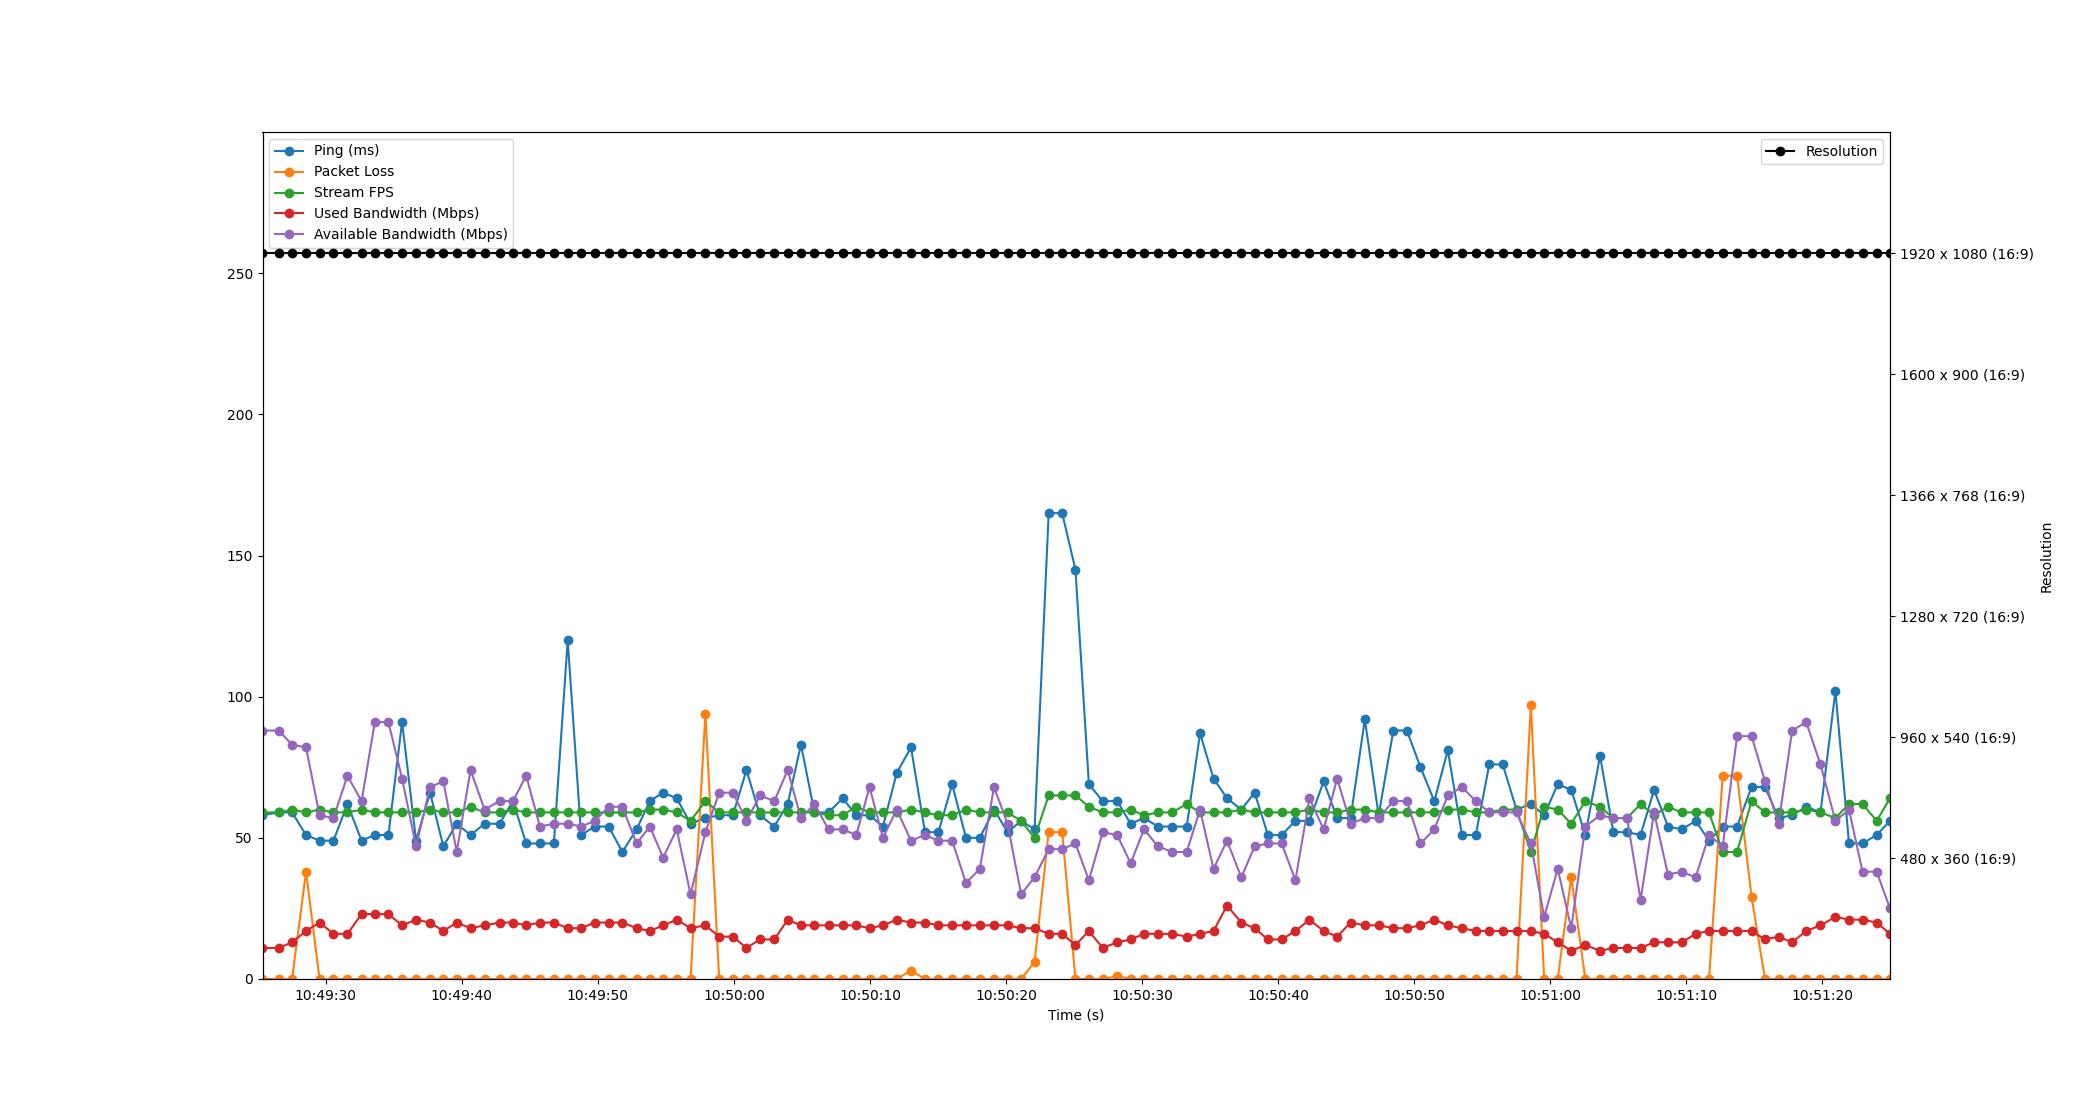 Ping (ms)
Packet Loss
Stream FPS
Used Bandwidth (Mbps)
Available Bandwidth (Mbps)
Resolution
250
200
150
100
50
0
1920 x 1080 (16:9)
1600 x 900 (16:9)
1366 x 768 (16:9)
1280 x 720 (16:9)
960 x 540 (16:9)
480 x 360 (16:9)
Resolution
10:49:30 10:49:40 10:49:50 10:50:00 10:50:10 10:50:20 10:50:30 10:50:40 10:50:50 10:51:00 10:51:10 10:51:20
Time (s)